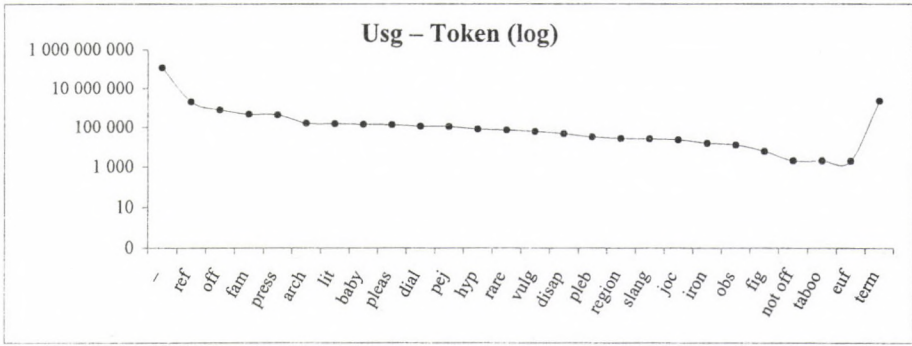 Usg – Token (log)
1 000 000 000
10 000 000
100 000
1 000
10
0
–
ref
off
fam
press
arch
lit
baby
pleas
dial
pej
hyp
rare
vulg
disap
pleb
region
slang
joc
iron
obs
fig
not off
taboo
euf
term